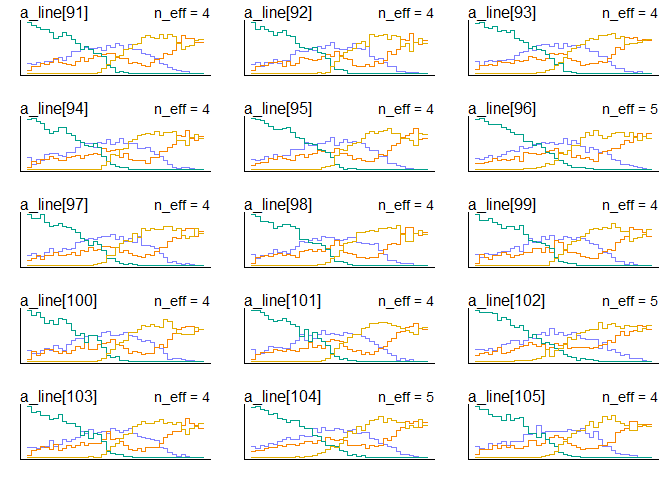 a_line[91] n_eff = 4 a_line[92] n_eff = 4 a_line[93] n_eff = 4
a_line[94] n_eff = 4 a_line[95] n_eff = 4 a_line[96] n_eff = 5
a_line[97] n_eff = 4 a_line[98] n_eff = 4 a_line[99] n_eff = 4
a_line[100] n_eff = 4 a_line[101] n_eff = 4 a_line[102] n_eff = 5
a_line[103] n_eff = 4 a_line[104] n_eff = 5 a_line[105] n_eff = 4